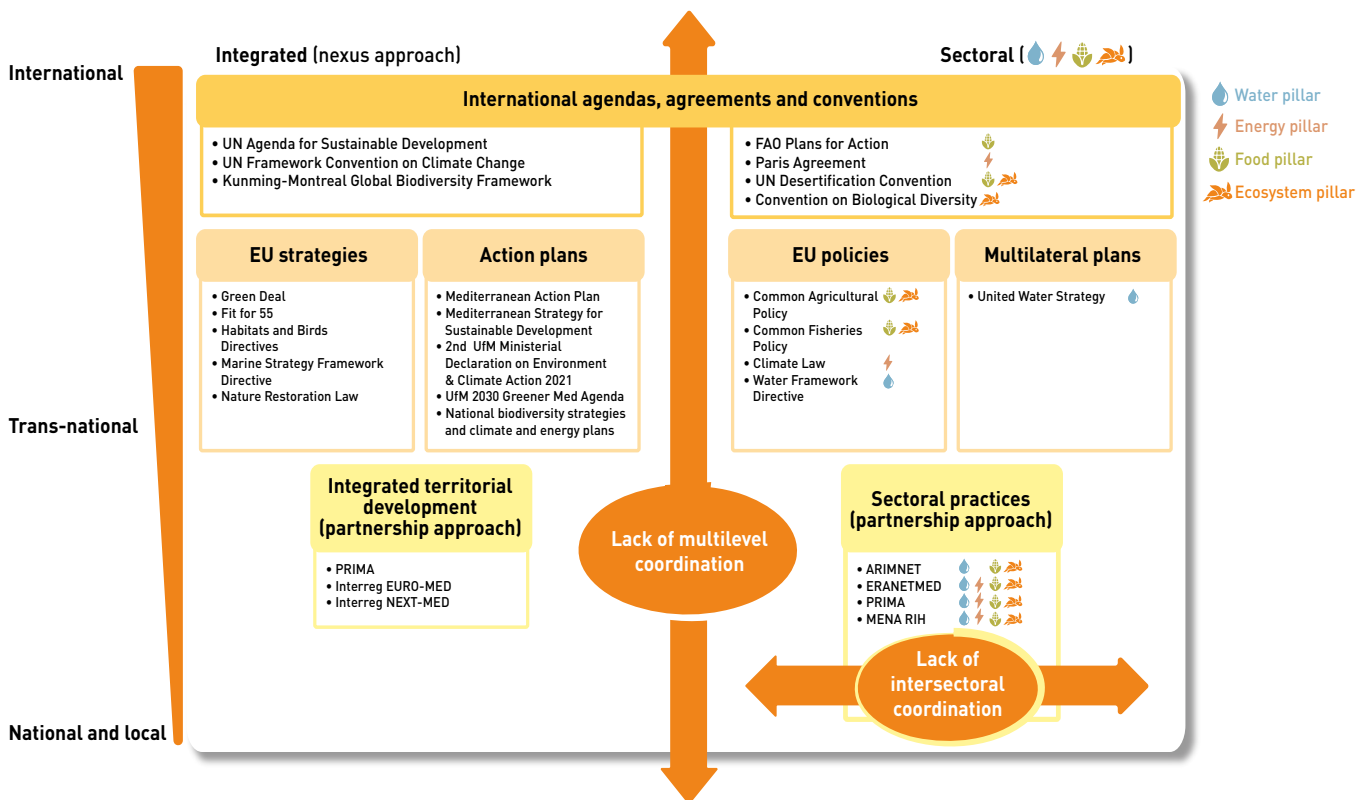 International
Integrated (nexus approach)
Sectoral ( )
International agendas, agreements and conventions
• UN Agenda for Sustainable Development
• UN Framework Convention on Climate Change
• Kunming-Montreal Global Biodiversity Framework
• FAO Plans for Action
• Paris Agreement
• UN Desertification Convention
• Convention on Biological Diversity
Water pillar
Energy pillar
Food pillar
Ecosystem pillar
EU strategies
• Green Deal
• Fit for 55
• Habitats and Birds
Directives
• Marine Strategy Framework
Directive
• Nature Restoration Law
Action plans
• Mediterranean Action Plan
• Mediterranean Strategy for
Sustainable Development
• 2nd UfM Ministerial
Declaration on Environment
& Climate Action 2021
• UfM 2030 Greener Med Agenda
• National biodiversity strategies
and climate and energy plans
EU policies
• Common Agricultural
Policy
• Common Fisheries
Policy
• Climate Law
• Water Framework
Directive
Multilateral plans
• United Water Strategy
Trans-national
Integrated territorial
development
(partnership approach)
• PRIMA
• Interreg EURO-MED
• Interreg NEXT-MED
Lack of multilevel
coordination
Sectoral practices
(partnership approach)
• ARIMNET
• ERANETMED
• PRIMA
• MENA RIH
Lack of
intersectoral
coordination
National and local